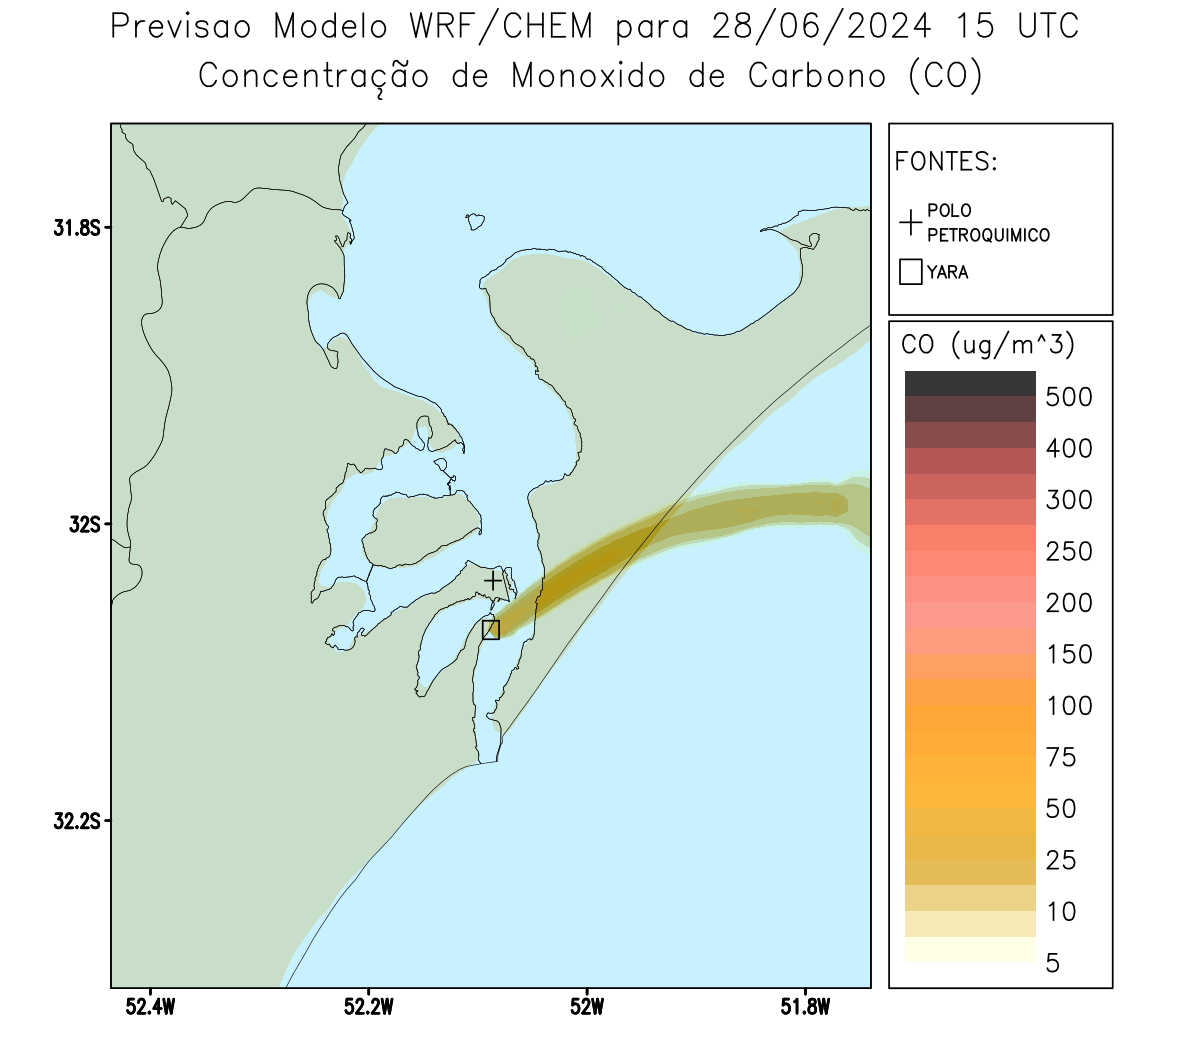 Previsao Modelo WRF/CHEM para 28/06/2024 15 UTC
Concentração de Monoxido de Carbono (CO)
FONTES:
POLO
PETROQUIMICO
YARA
CO (ug/m^3)
500
400
300
250
200
150
100
75
50
25
10
5
31.8S
32S
32.2S
52.4W
52.2W
52W
51.8W